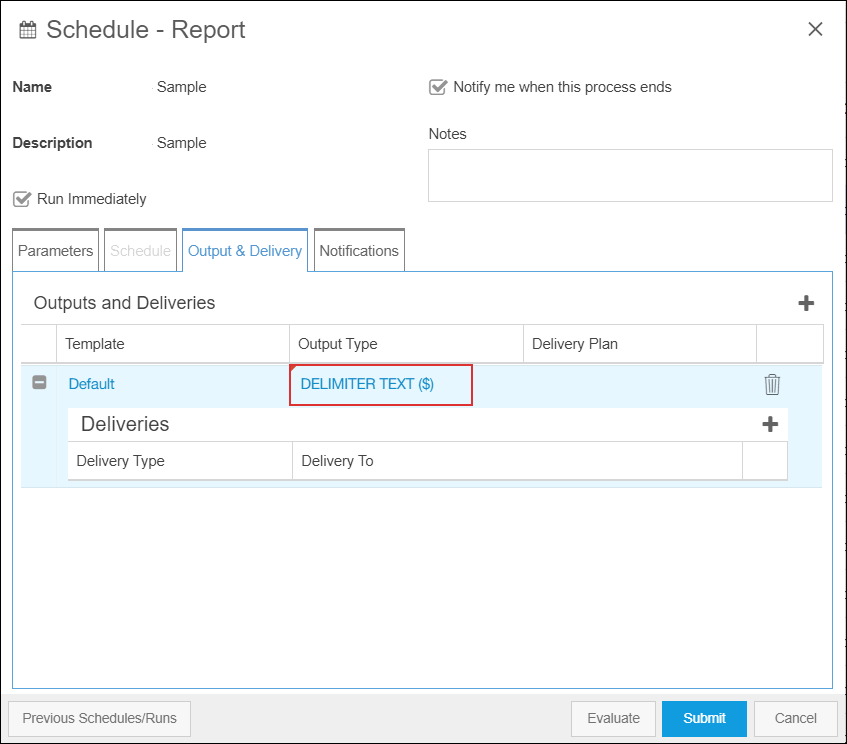 Schedule - Report
Name Sample
Notify me when this process ends
Description Sample
Notes
Run Immediately
Parameters Schedule Output & Delivery Notifications
Outputs and Deliveries
Template Output Type Delivery Plan
Default DELIMITER TEXT ($)
Deliveries
Delivery Type Delivery To
Previous Schedules/Runs Evaluate Submit Cancel